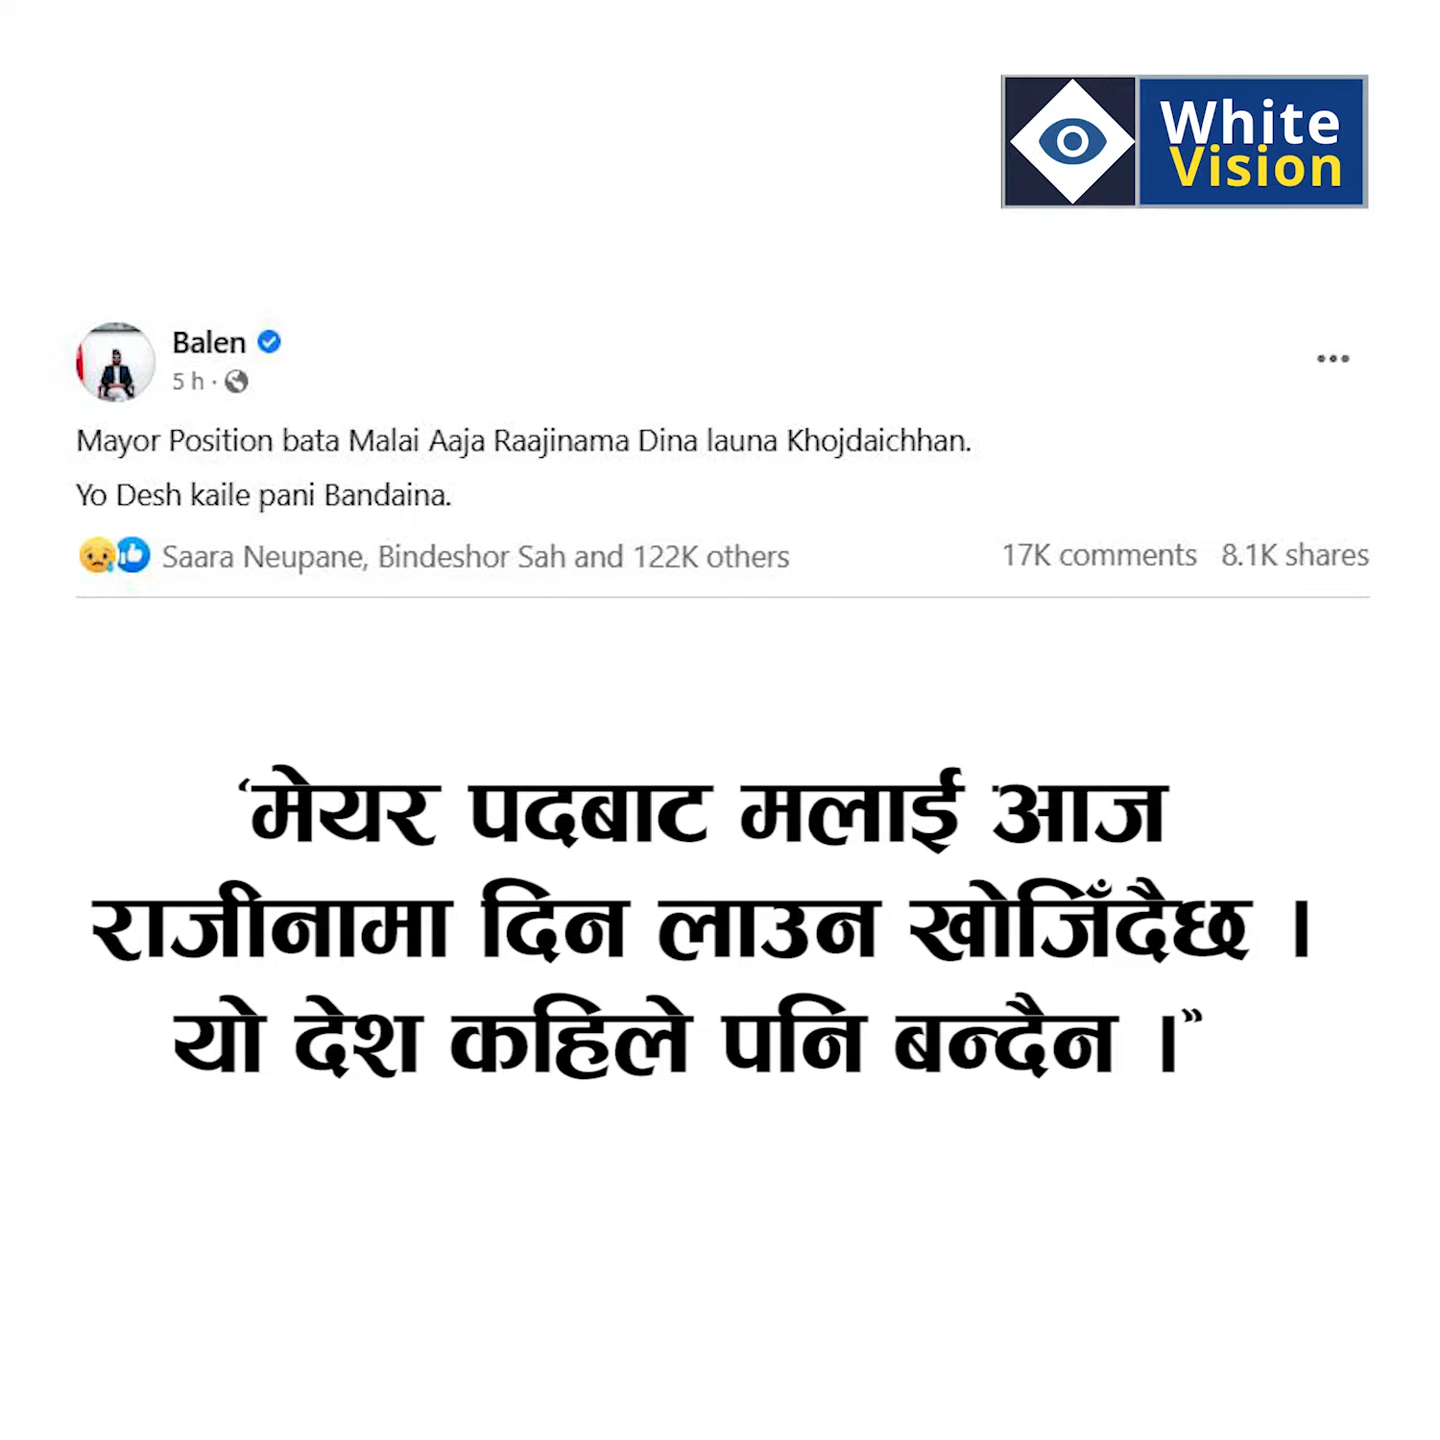 White
Vision
Balen
5 h ·
Mayor Position bata Malai Aaja Raajinama Dina launa Khojdaichhan.
Yo Desh kaile pani Bandaina.
Saara Neupane, Bindeshor Sah and 122K others 17K comments 8.1K shares
‘मेयर पदबाट मलाई आज
राजीनामा दिन लाउन खोजिँदैछ ।
यो देश कहिले पनि बन्दैन ।”